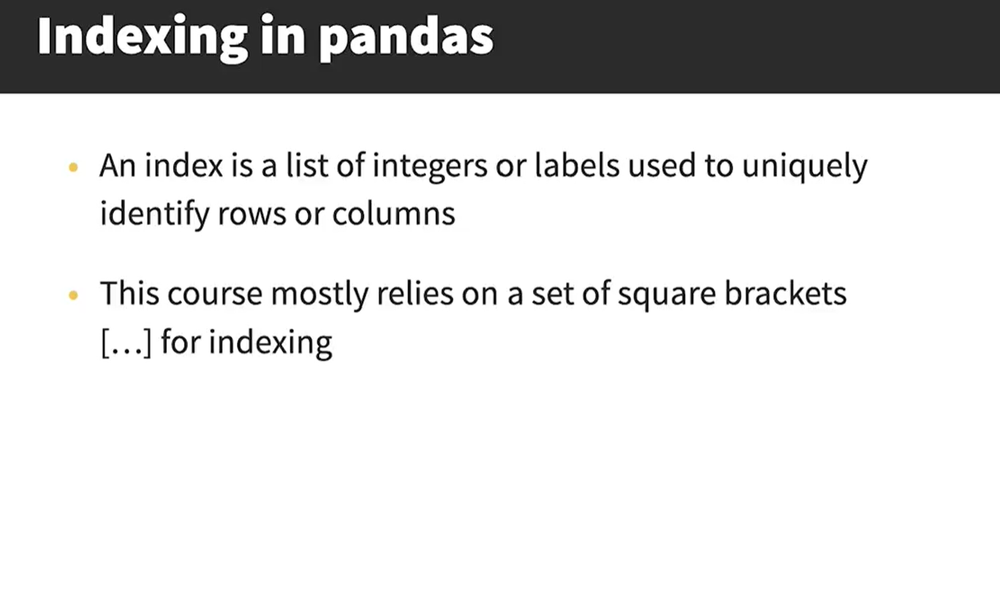 Indexing in pandas
• An index is a list of integers or labels used to uniquely
identify rows or columns
• This course mostly relies on a set of square brackets
[…] for indexing